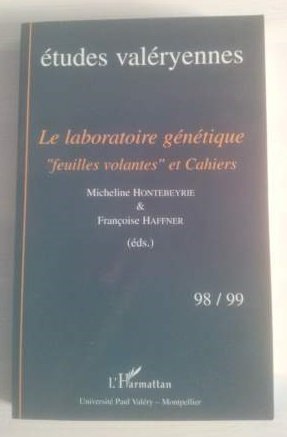 études valéryennes
Le laboratoire génétique
"feuilles volantes" et Cahiers
Micheline HONTEBEYRIE
&
Françoise HAFFNER
(éds.)
98 / 99
L'Harmattan
Université Paul Valéry – Montpellier